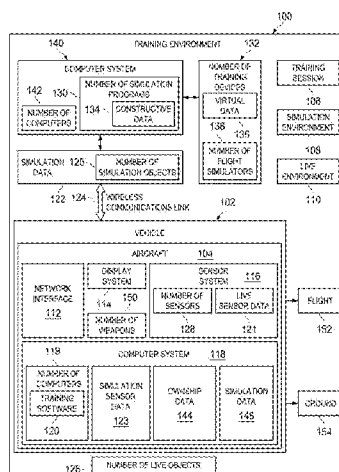 100
TRAINING ENVIRONMENT
140
COMPUTER SYSTEM
142
130
NUMBER OF SIMULATION PROGRAMS
134
CONSTRUCTIVE DATA
NUMBER OF COMPUTERS
132
NUMBER OF TRAINING DEVICES
VIRTUAL DATA
136
NUMBER OF FLIGHT SIMULATORS
TRAINING SESSION
106
SIMULATION ENVIRONMENT
108
LIVE ENVIRONMENT
110
SIMULATION DATA
122
125
NUMBER OF SIMULATION OBJECTS
124
WIRELESS COMMUNICATIONS LINK
102
VEHICLE
AIRCRAFT 104
NETWORK INTERFACE
112
DISPLAY SYSTEM
114
150
NUMBER OF WEAPONS
SENSOR SYSTEM 116
NUMBER OF SENSORS
128
LIVE SENSOR DATA
121
COMPUTER SYSTEM 118
119
NUMBER OF COMPUTERS
TRAINING SOFTWARE
120
SIMULATION SENSOR DATA
123
OWNSHIP DATA
144
SIMULATION DATA
FLIGHT
152
GROUND
154
126
NUMBER OF LIVE OBJECTS